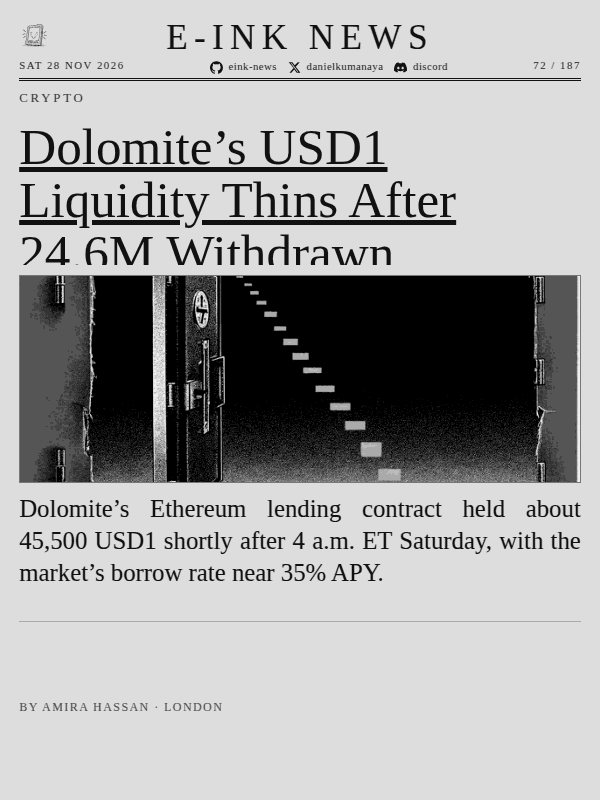 E-INK NEWS
SAT 28 NOV 2026
eink-news danielkumanaya discord
72 / 187
CRYPTO
Dolomite’s USD1
Liquidity Thins After
24.6M Withdrawn
Dolomite’s Ethereum lending contract held about
45,500 USD1 shortly after 4 a.m. ET Saturday, with the
market’s borrow rate near 35% APY.
BY AMIRA HASSAN · LONDON